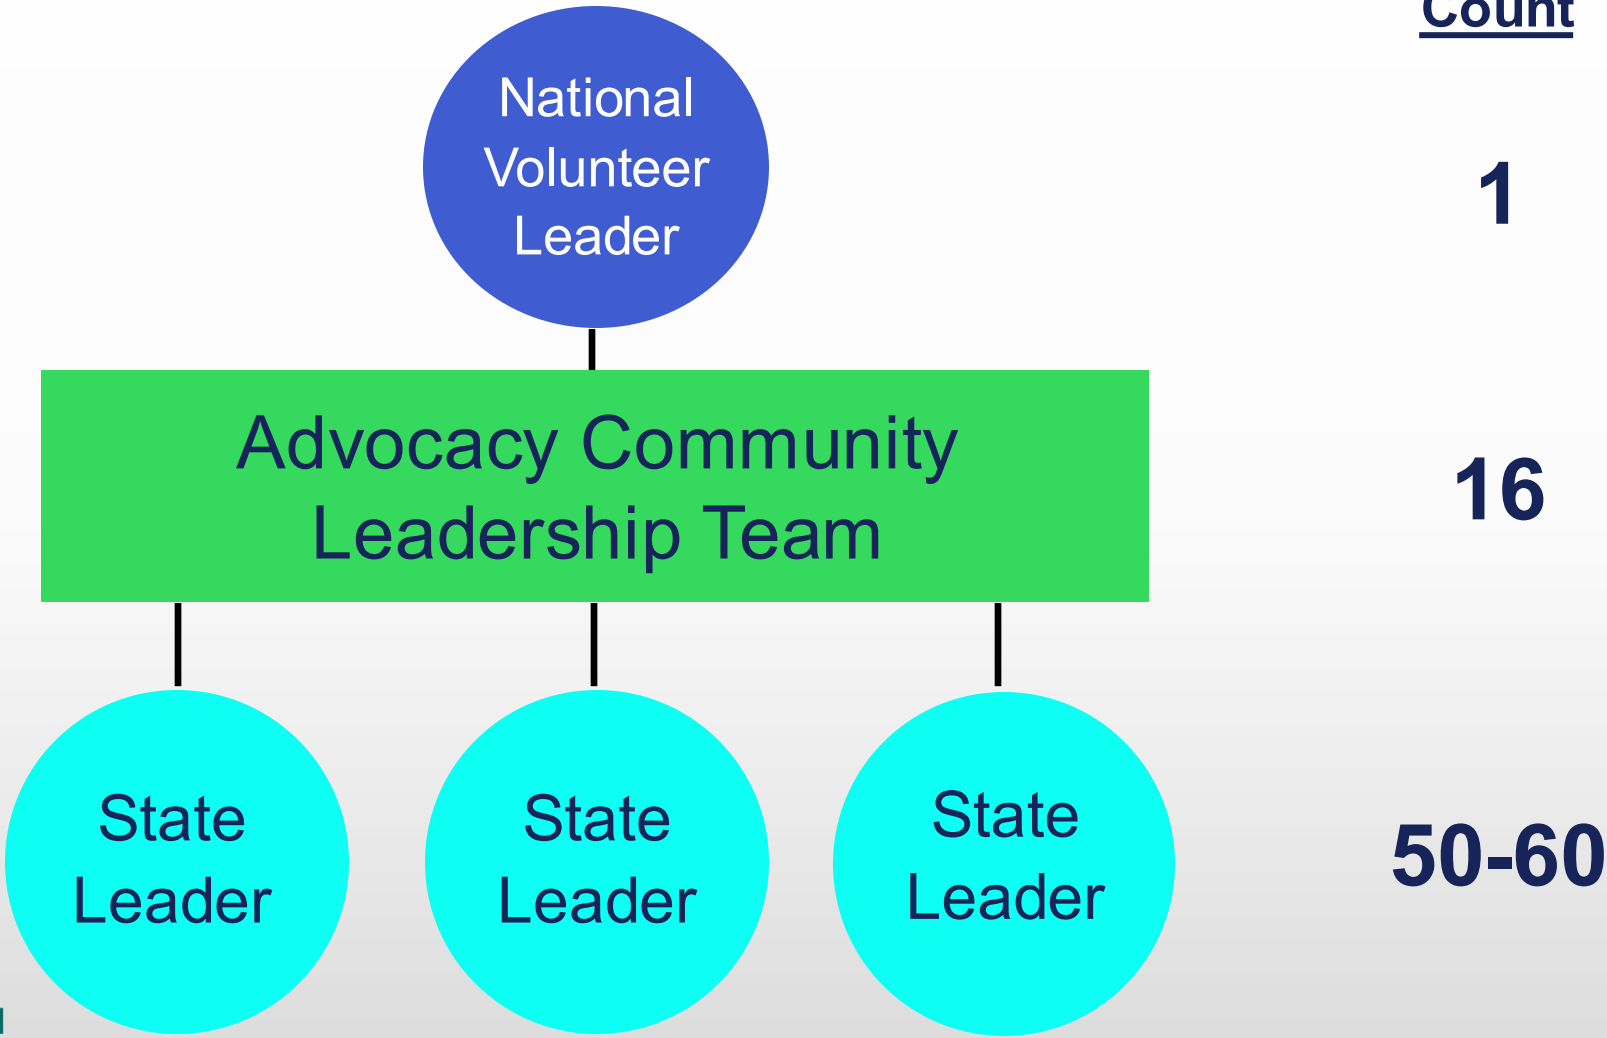 Count
National
Volunteer
Leader
1
Advocacy Community
Leadership Team
16
State
Leader
State
Leader
State
Leader
50-60